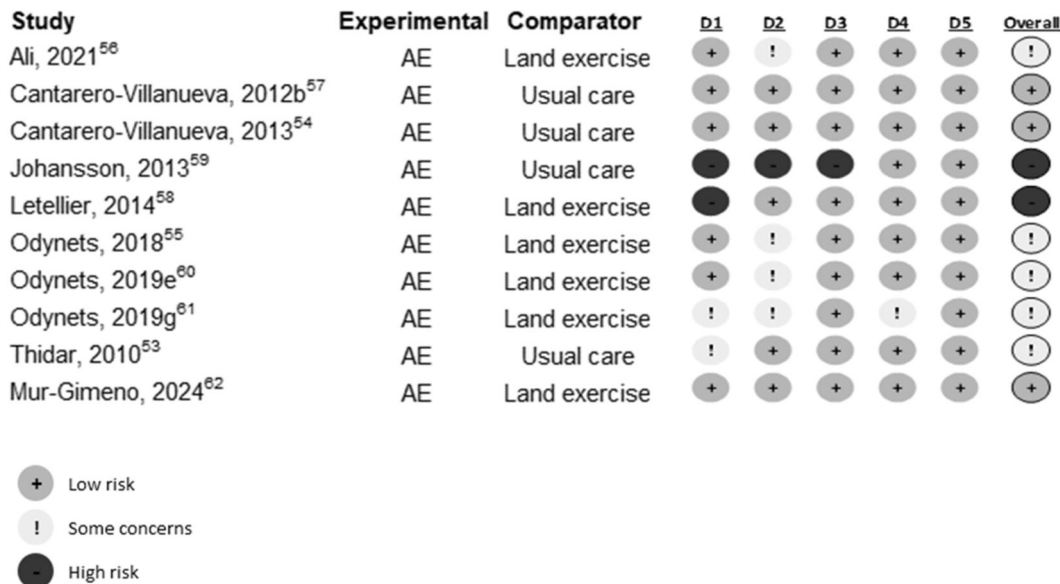 Study Experimental Comparator D1 D2 D3 D4 D5 Overall
Ali, 2021⁵⁶ AE Land exercise + ! + + + !
Cantarero-Villanueva, 2012b⁵⁷ AE Usual care + + + + + +
Cantarero-Villanueva, 2013⁵⁴ AE Usual care + + + + + +
Johansson, 2013⁵⁹ AE Usual care - - - + + -
Letellier, 2014⁵⁸ AE Land exercise - + + + + -
Odynets, 2018⁵⁵ AE Land exercise + ! + + + !
Odynets, 2019e⁶⁰ AE Land exercise + ! + + + !
Odynets, 2019g⁶¹ AE Land exercise ! ! + ! + !
Thidar, 2010⁵³ AE Usual care ! + + + + !
Mur-Gimeno, 2024⁶² AE Land exercise + + + + + +
+ Low risk
! Some concerns
- High risk